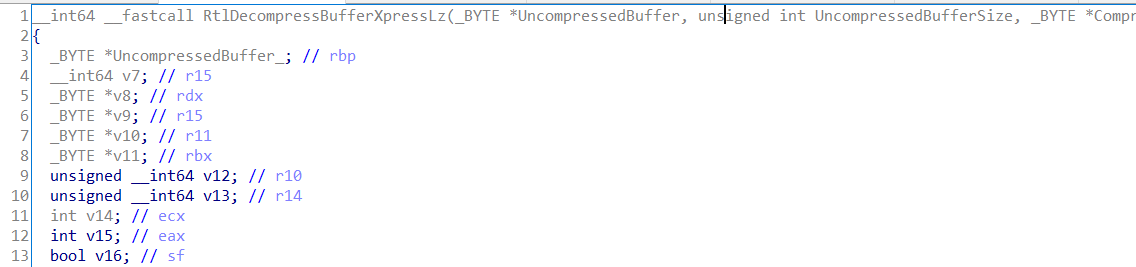 1 __int64 __fastcall RtlDecompressBufferXpressLz(_BYTE *UncompressedBuffer, unsigned int UncompressedBufferSize, _BYTE *Compr
2 {
3 _BYTE *UncompressedBuffer_; // rbp
4 __int64 v7; // r15
5 _BYTE *v8; // rdx
6 _BYTE *v9; // r15
7 _BYTE *v10; // r11
8 _BYTE *v11; // rbx
9 unsigned __int64 v12; // r10
10 unsigned __int64 v13; // r14
11 int v14; // ecx
12 int v15; // eax
13 bool v16; // sf